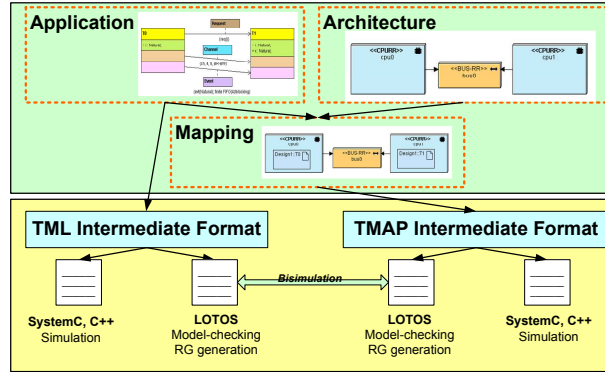 Application
Architecture
Request
T0
T1
(req())
Channel
Event
<<CPURR>>
cpu0
<<BUS-RR>>
bus0
<<CPURR>>
cpu1
Mapping
<<CPURR>>
cpu0
Design1::T0
<<BUS-RR>>
bus0
<<CPURR>>
cpu1
Design1::T1
TML Intermediate Format
TMAP Intermediate Format
Bisimulation
SystemC, C++
Simulation
LOTOS
Model-checking
RG generation
LOTOS
Model-checking
RG generation
SystemC, C++
Simulation